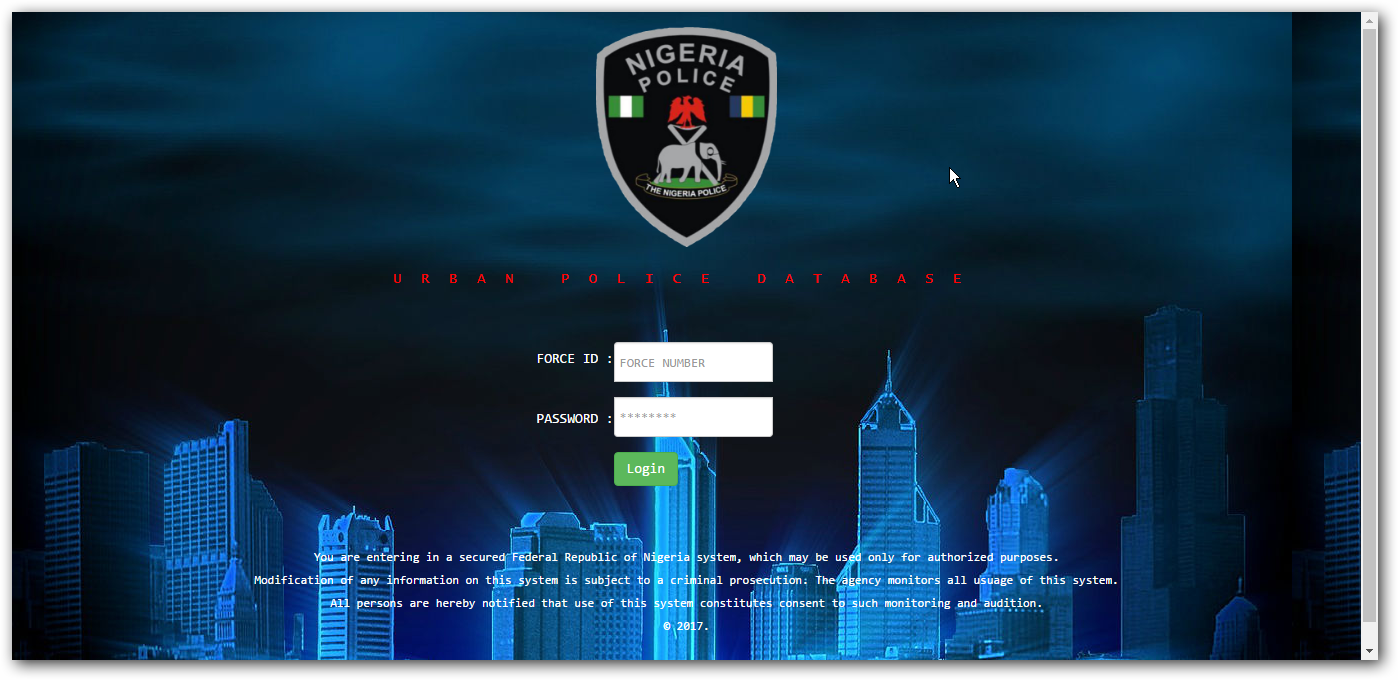 NIGERIA
POLICE
THE NIGERIA POLICE
U R B A N   P O L I C E   D A T A B A S E
FORCE ID : FORCE NUMBER
PASSWORD : ********
Login
You are entering in a secured Federal Republic of Nigeria system, which may be used only for authorized purposes.
Modification of any information on this system is subject to a criminal prosecution. The agency monitors all usuage of this system.
All persons are hereby notified that use of this system constitutes consent to such monitoring and audition.
© 2017.